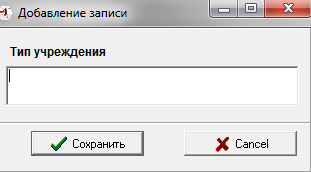 Добавление записи
Тип учреждения
Сохранить
Cancel